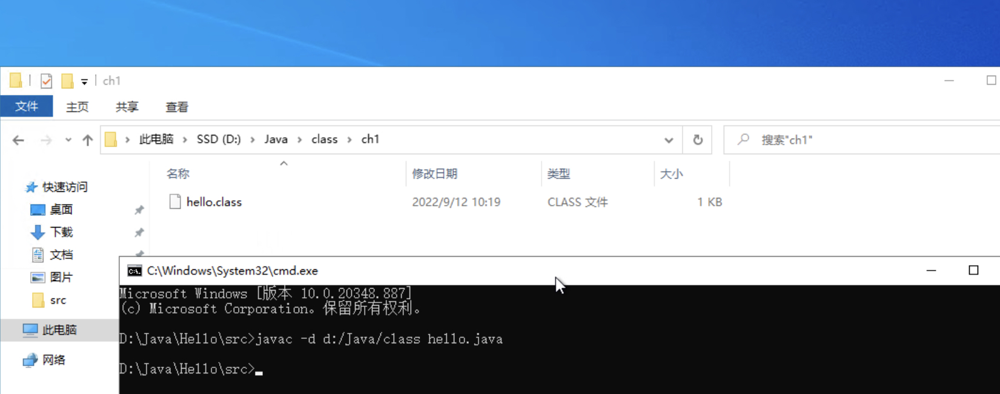 ch1
文件 主页 共享 查看
此电脑 SSD (D:) Java class ch1 搜索"ch1"
名称 修改日期 类型 大小
快速访问
hello.class 2022/9/12 10:19 CLASS 文件 1 KB
桌面
下载
文档
图片
src
此电脑
网络
C:\Windows\System32\cmd.exe
Microsoft Windows [版本 10.0.20348.887]
(c) Microsoft Corporation。保留所有权利。
D:\Java\Hello\src>javac -d d:/Java/class hello.java
D:\Java\Hello\src>